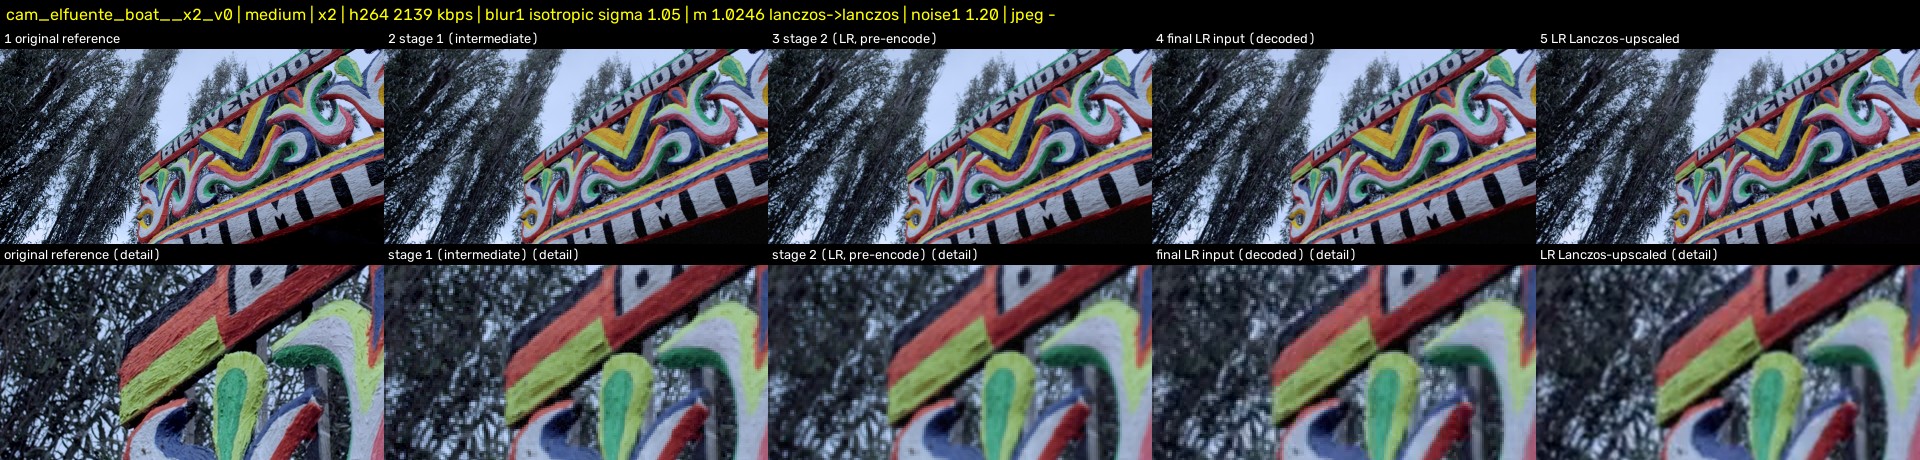 cam_elfuente_boat__x2_v0 | medium | x2 | h264 2139 kbps | blur1 isotropic sigma 1.05 | m 1.0246 lanczos->lanczos | noise1 1.20 | jpeg -
1 original reference
2 stage 1 (intermediate)
3 stage 2 (LR, pre-encode)
4 final LR input (decoded)
5 LR Lanczos-upscaled
BIENVENIDOS
BIENVENIDOS
BIENVENIDOS
BIENVENIDOS
BIENVENIDOS
original reference (detail)
stage 1 (intermediate) (detail)
stage 2 (LR, pre-encode) (detail)
final LR input (decoded) (detail)
LR Lanczos-upscaled (detail)